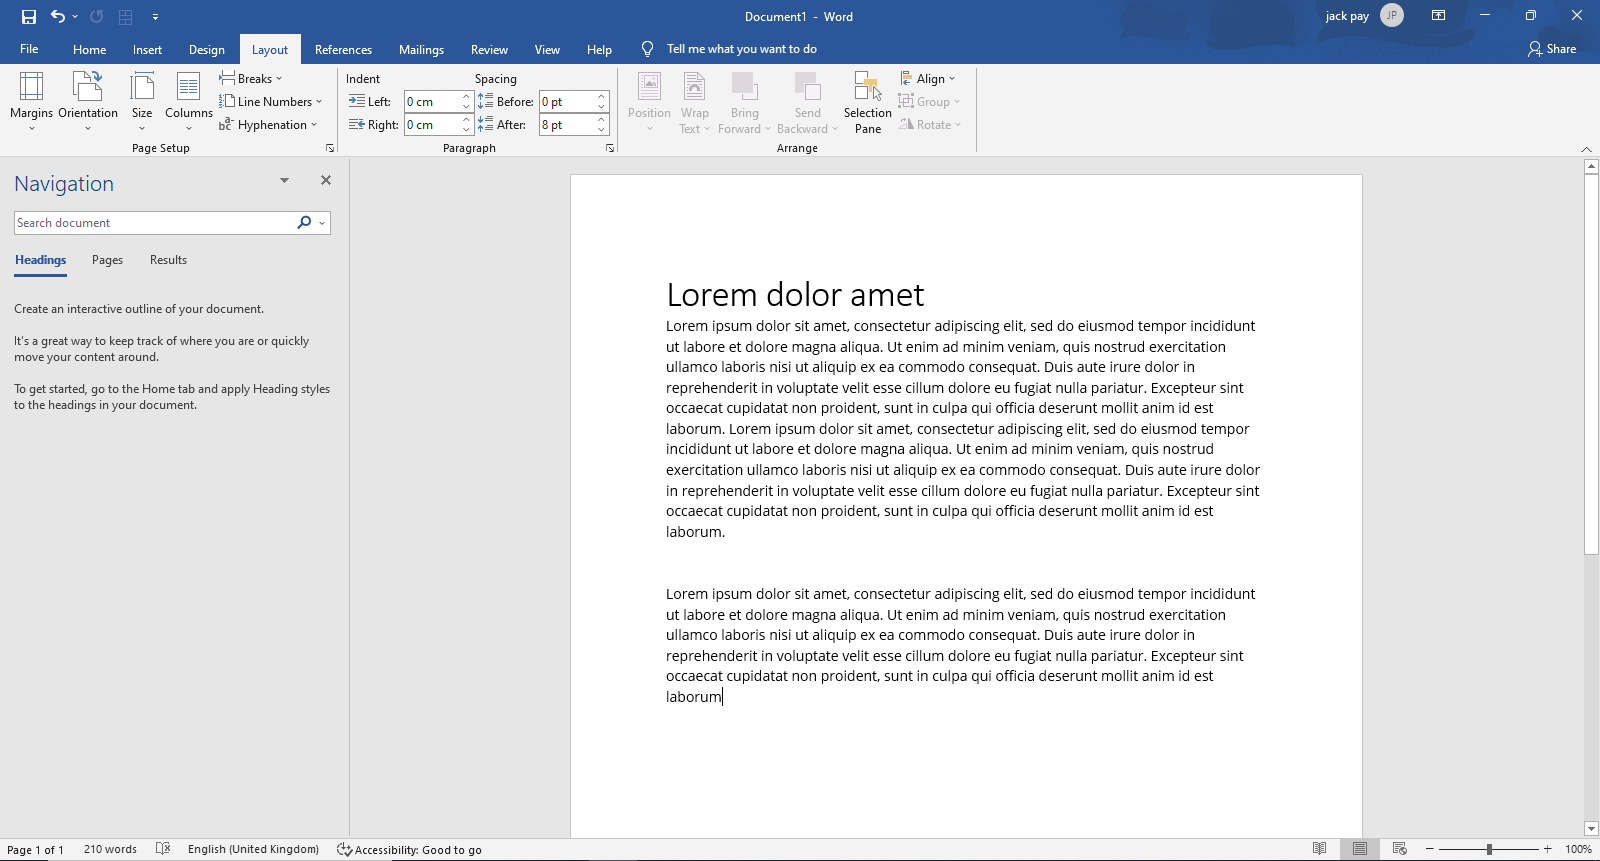 Document1 - Word
jack pay
JP
File Home Insert Design Layout References Mailings Review View Help Tell me what you want to do Share
Margins
Orientation
Size
Columns
Breaks
Line Numbers
Hyphenation
Page Setup
Indent
Left: 0 cm
Right: 0 cm
Spacing
Before: 0 pt
After: 8 pt
Paragraph
Position
Wrap
Text
Bring
Forward
Send
Backward
Selection
Pane
Align
Group
Rotate
Arrange
Navigation
Search document
Headings Pages Results
Create an interactive outline of your document.
It's a great way to keep track of where you are or quickly
move your content around.
To get started, go to the Home tab and apply Heading styles
to the headings in your document.
Lorem dolor amet
Lorem ipsum dolor sit amet, consectetur adipiscing elit, sed do eiusmod tempor incididunt
ut labore et dolore magna aliqua. Ut enim ad minim veniam, quis nostrud exercitation
ullamco laboris nisi ut aliquip ex ea commodo consequat. Duis aute irure dolor in
reprehenderit in voluptate velit esse cillum dolore eu fugiat nulla pariatur. Excepteur sint
occaecat cupidatat non proident, sunt in culpa qui officia deserunt mollit anim id est
laborum. Lorem ipsum dolor sit amet, consectetur adipiscing elit, sed do eiusmod tempor
incididunt ut labore et dolore magna aliqua. Ut enim ad minim veniam, quis nostrud
exercitation ullamco laboris nisi ut aliquip ex ea commodo consequat. Duis aute irure dolor
in reprehenderit in voluptate velit esse cillum dolore eu fugiat nulla pariatur. Excepteur sint
occaecat cupidatat non proident, sunt in culpa qui officia deserunt mollit anim id est
laborum.
Lorem ipsum dolor sit amet, consectetur adipiscing elit, sed do eiusmod tempor incididunt
ut labore et dolore magna aliqua. Ut enim ad minim veniam, quis nostrud exercitation
ullamco laboris nisi ut aliquip ex ea commodo consequat. Duis aute irure dolor in
reprehenderit in voluptate velit esse cillum dolore eu fugiat nulla pariatur. Excepteur sint
occaecat cupidatat non proident, sunt in culpa qui officia deserunt mollit anim id est
laborum
Page 1 of 1 210 words English (United Kingdom) Accessibility: Good to go 100%